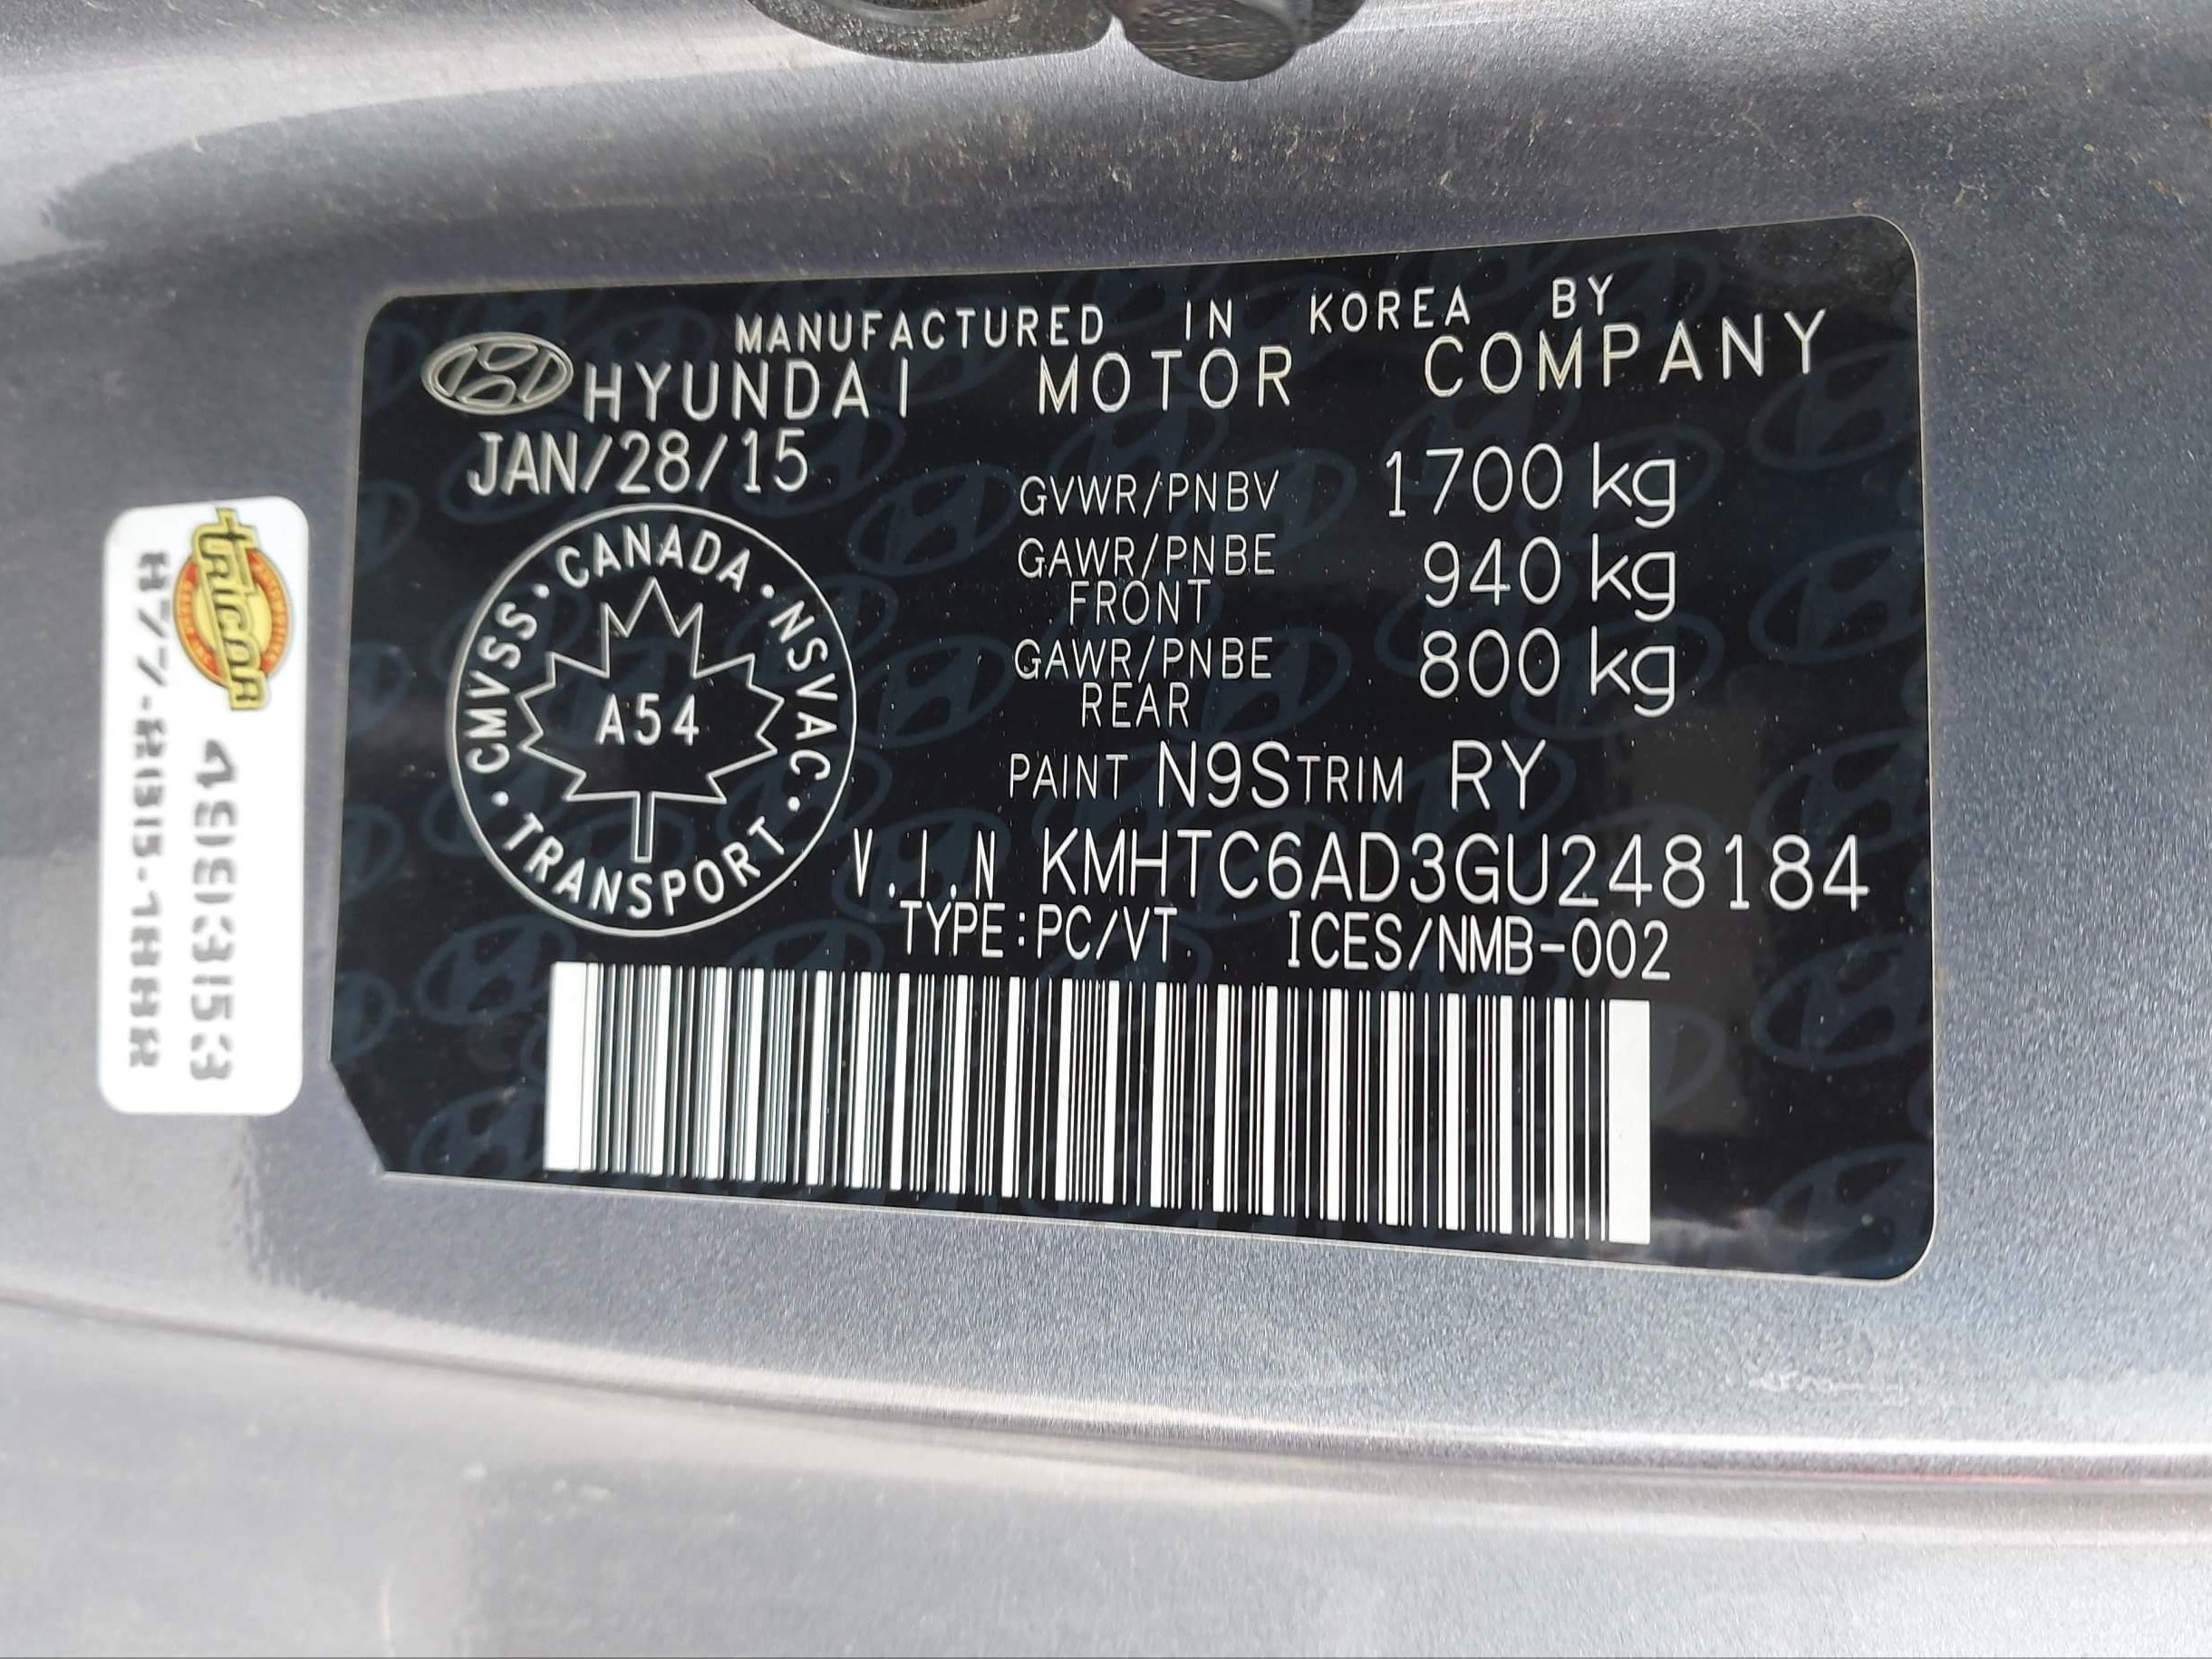 MANUFACTURED IN KOREA BY
HYUNDAI MOTOR COMPANY
JAN/28/15
GVWR/PNBV 1700 kg
GAWR/PNBE FRONT 940 kg
GAWR/PNBE REAR 800 kg
CANADA · NSVAC · TRANSPORT · CMVSS ·
A54
PAINT N9S TRIM RY
V.I.N KMHTC6AD3GU248184
TYPE:PC/VT ICES/NMB-002
triCOR